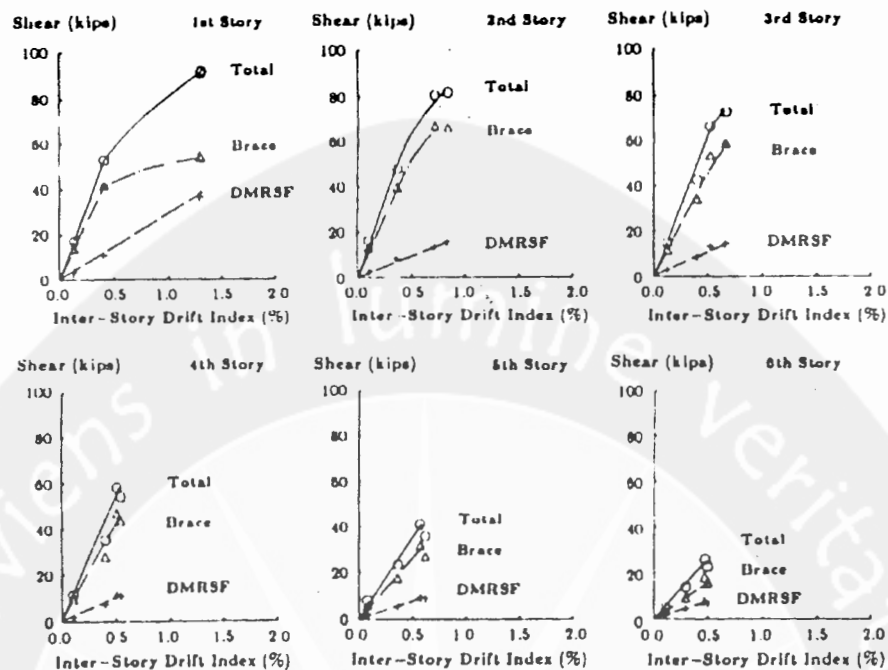 Shear (kips) 1st Story
100
80
60
40
20
0
Total
Brace
DMRSF
0.0 0.5 1.0 1.5 2.0
Inter-Story Drift Index (%)
Shear (kips) 2nd Story
100
80
60
40
20
0
Total
Brace
DMRSF
0.0 0.5 1.0 1.5 2.0
Inter-Story Drift Index (%)
Shear (kips) 3rd Story
100
80
60
40
20
0
Total
Brace
DMRSF
0.0 0.5 1.0 1.5 2.0
Inter-Story Drift Index (%)
Shear (kips) 4th Story
100
80
60
40
20
0
Total
Brace
DMRSF
0.0 0.5 1.0 1.5 2.0
Inter-Story Drift Index (%)
Shear (kips) 5th Story
100
80
60
40
20
0
Total
Brace
DMRSF
0.0 0.5 1.0 1.5 2.0
Inter-Story Drift Index (%)
Shear (kips) 6th Story
100
80
60
40
20
0
Total
Brace
DMRSF
0.0 0.5 1.0 1.5 2.0
Inter-Story Drift Index (%)
viens in lumine verita